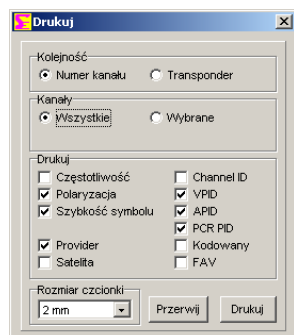 Drukuj
Kolejność
Numer kanału Transponder
Kanały
Wszystkie Wybrane
Drukuj
Częstotliwość Channel ID
Polaryzacja VPID
Szybkość symbolu APID
PCR PID
Provider Kodowany
Satelita FAV
Rozmiar czcionki
2 mm Przerwij Drukuj